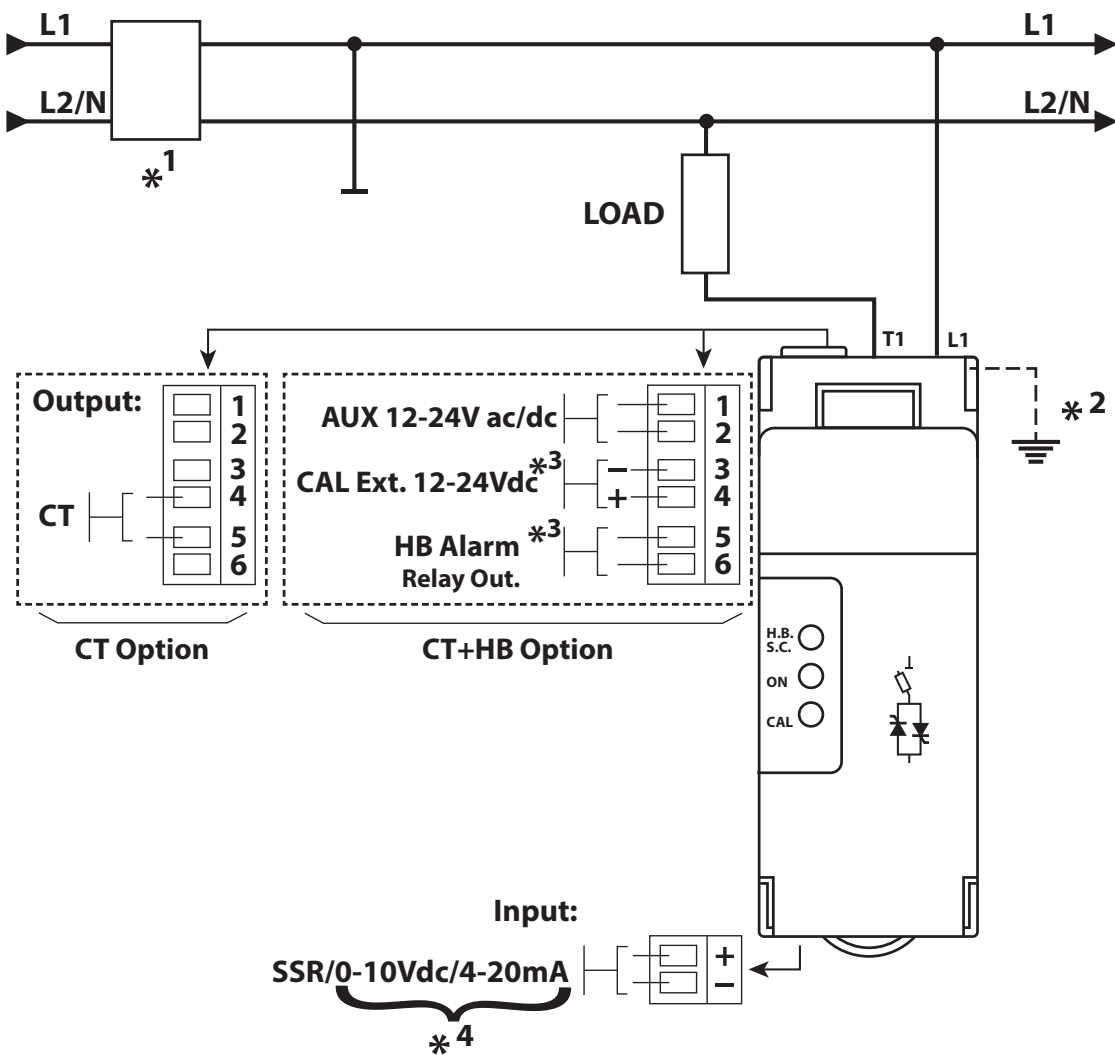 L1 L1
L2/N L2/N
*1
LOAD
T1 L1
*2
Output:
1
2
3
4
5
6
CT
CT Option
AUX 12-24V ac/dc
CAL Ext. 12-24Vdc *3
HB Alarm *3
Relay Out.
−
+
1
2
3
4
5
6
CT+HB Option
H.B.
S.C.
ON
CAL
Input:
SSR/0-10Vdc/4-20mA
+
−
*4